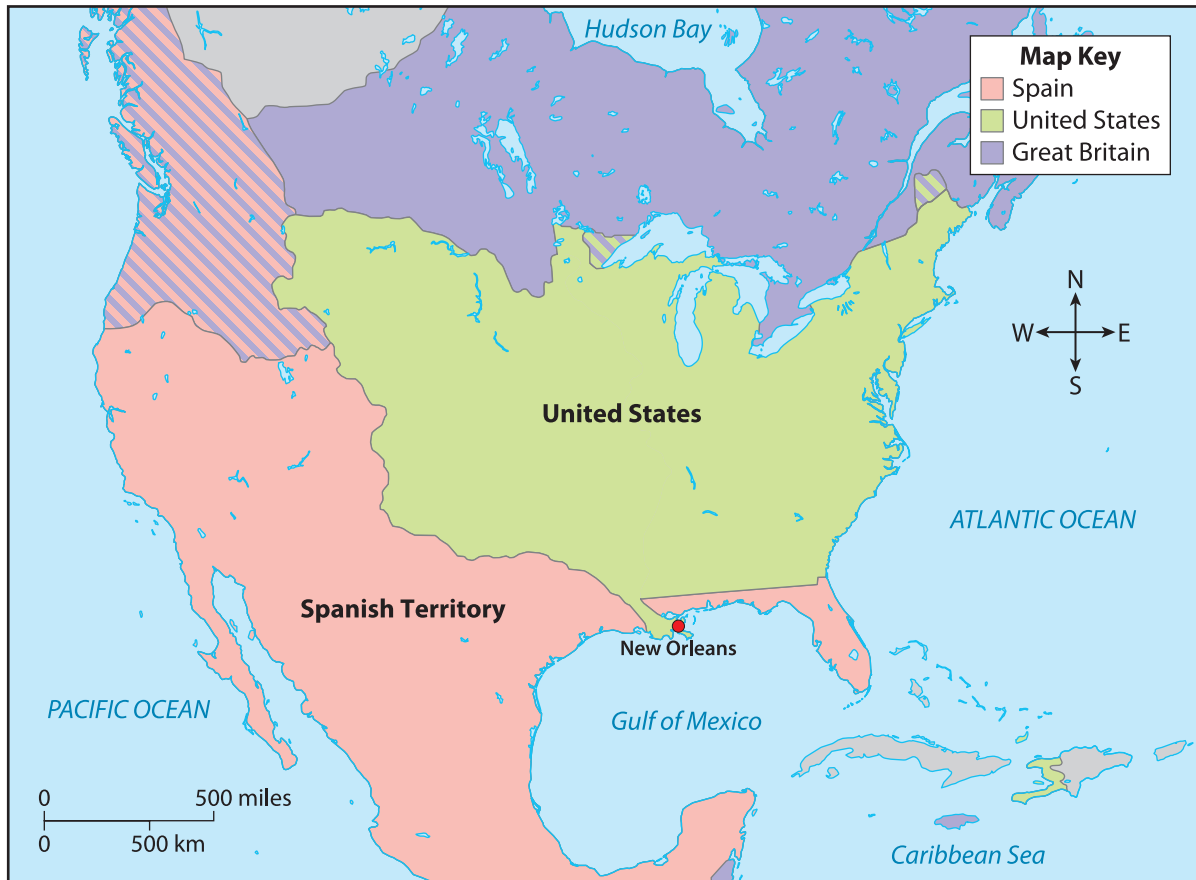 Hudson Bay
Map Key
Spain
United States
Great Britain
N
W E
S
United States
ATLANTIC OCEAN
Spanish Territory
New Orleans
PACIFIC OCEAN
Gulf of Mexico
0 500 miles
0 500 km
Caribbean Sea